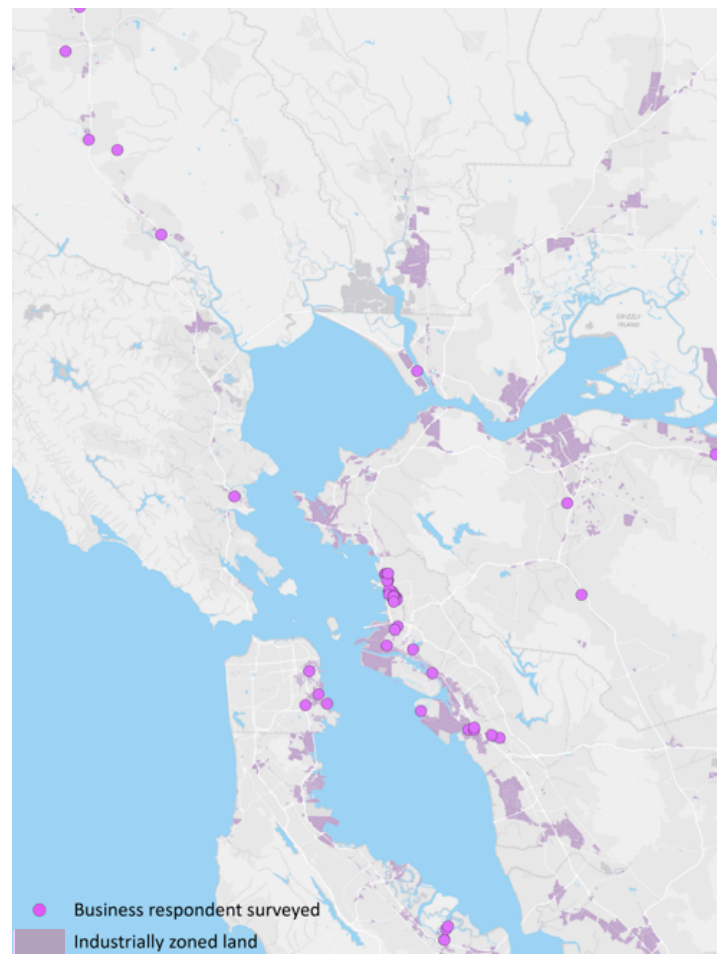 GRIZZLY
ISLAND
Business respondent surveyed
Industrially zoned land